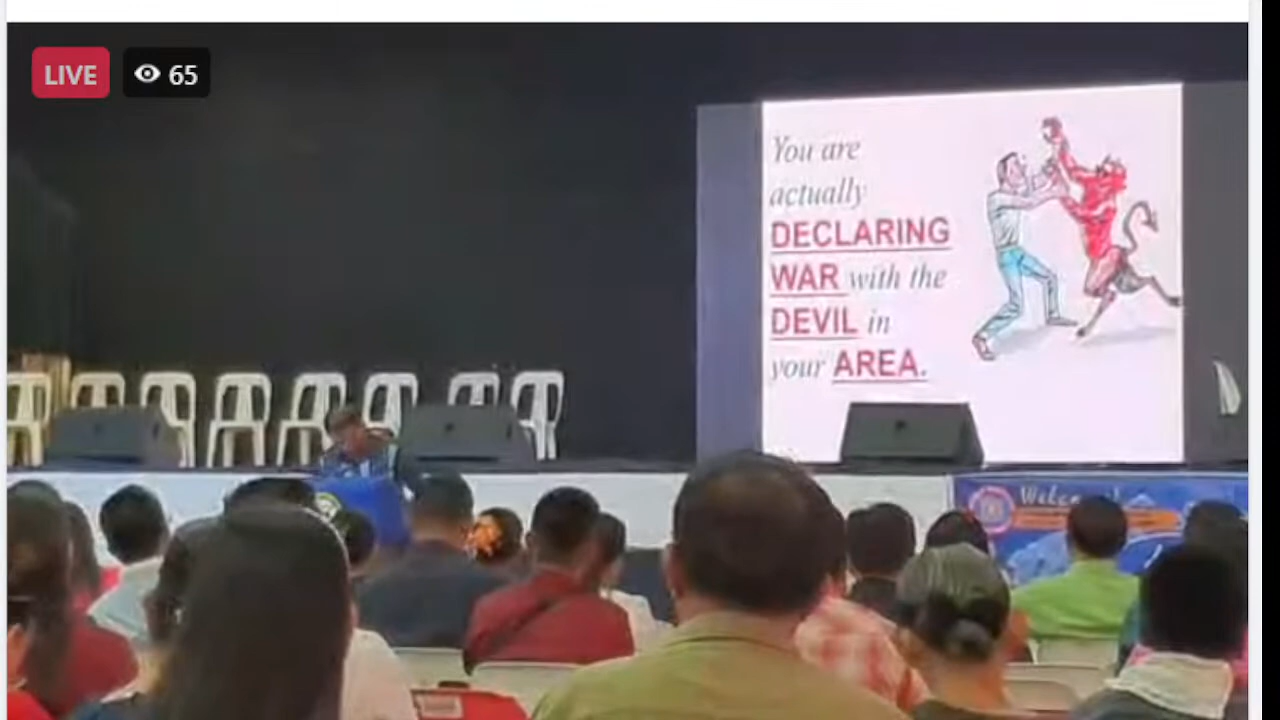 LIVE 65
You are
actually
DECLARING
WAR with the
DEVIL in
your AREA.